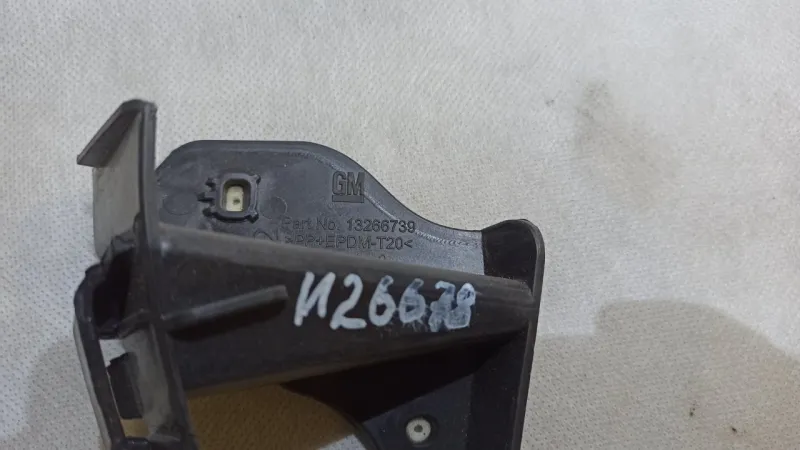 GM
Part No. 13266739
>PP+EPDM-T20<
И26678